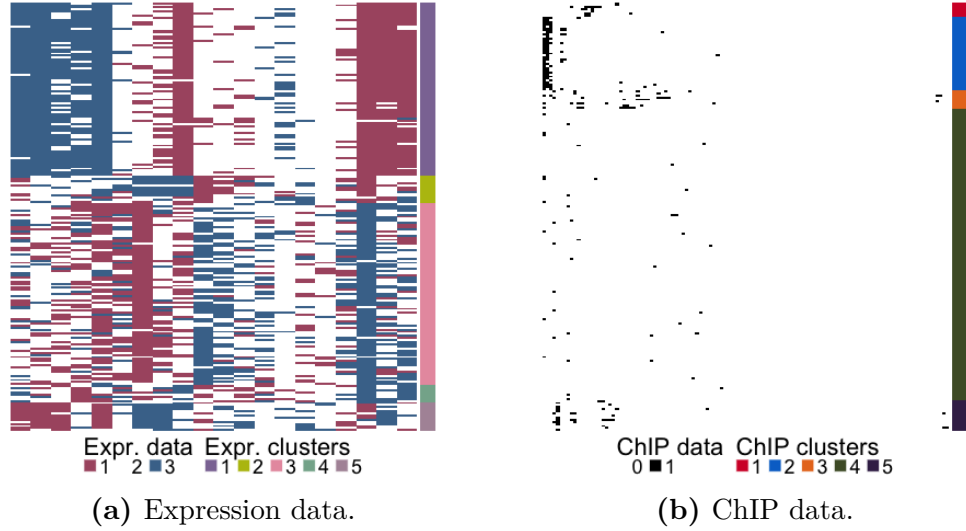 Expr. data Expr. clusters
1 2 3 1 2 3 4 5
ChIP data ChIP clusters
0 1 1 2 3 4 5
(a) Expression data.
(b) ChIP data.